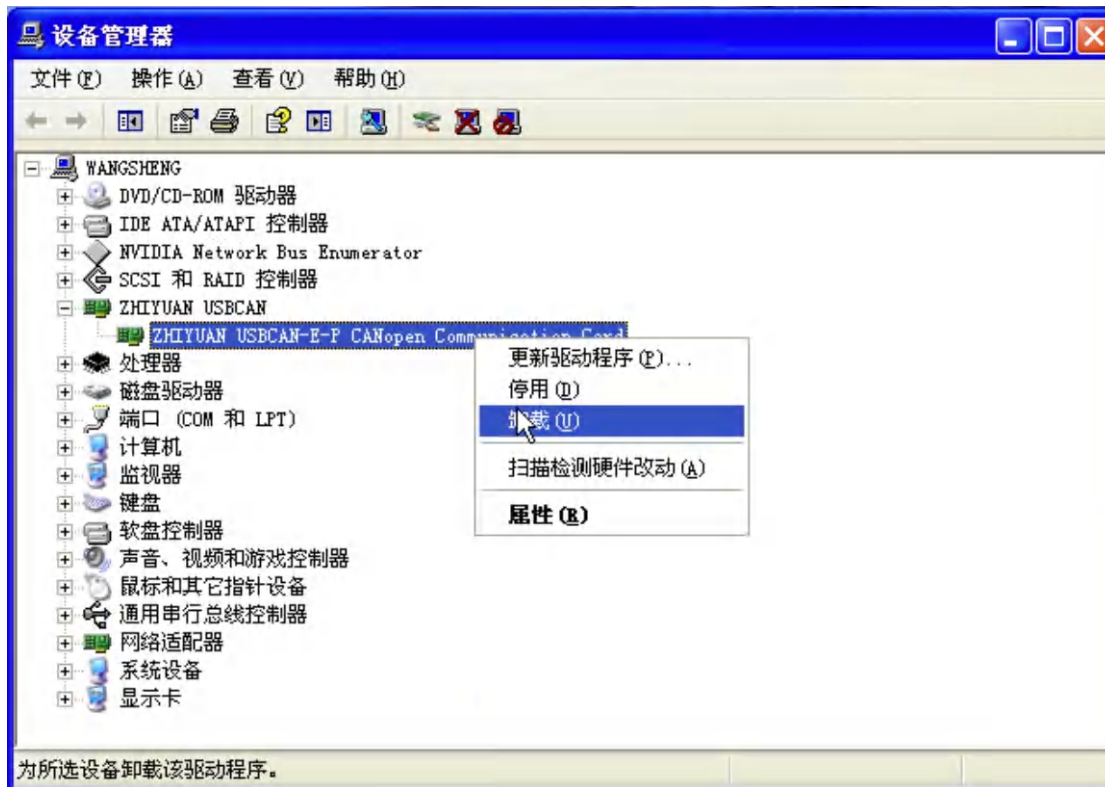 设备管理器
文件(F) 操作(A) 查看(V) 帮助(H)
WANGSHENG
DVD/CD-ROM 驱动器
IDE ATA/ATAPI 控制器
NVIDIA Network Bus Enumerator
SCSI 和 RAID 控制器
ZHIYUAN USBCAN
ZHIYUAN USBCAN-E-P CANopen Communication Card
处理器
磁盘驱动器
端口 (COM 和 LPT)
计算机
监视器
键盘
软盘控制器
声音、视频和游戏控制器
鼠标和其它指针设备
通用串行总线控制器
网络适配器
系统设备
显示卡
更新驱动程序(P)...
停用(D)
卸载(U)
扫描检测硬件改动(A)
属性(R)
为所选设备卸载该驱动程序。